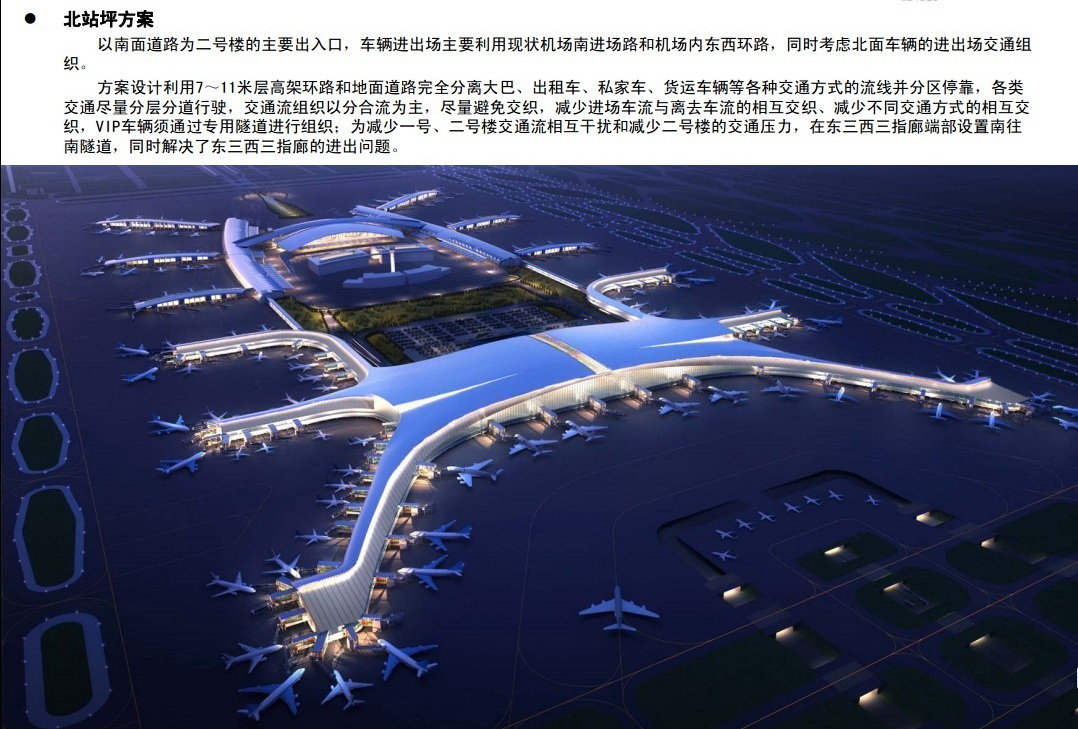 ● 北站坪方案
以南面道路为二号楼的主要出入口，车辆进出场主要利用现状机场南进场路和机场内东西环路，同时考虑北面车辆的进出场交通组
织。
方案设计利用7～11米层高架环路和地面道路完全分离大巴、出租车、私家车、货运车辆等各种交通方式的流线并分区停靠，各类
交通尽量分层分道行驶，交通流组织以分合流为主，尽量避免交织，减少进场车流与离去车流的相互交织、减少不同交通方式的相互交
织，VIP车辆须通过专用隧道进行组织；为减少一号、二号楼交通流相互干扰和减少二号楼的交通压力，在东三西三指廊端部设置南往
南隧道，同时解决了东三西三指廊的进出问题。